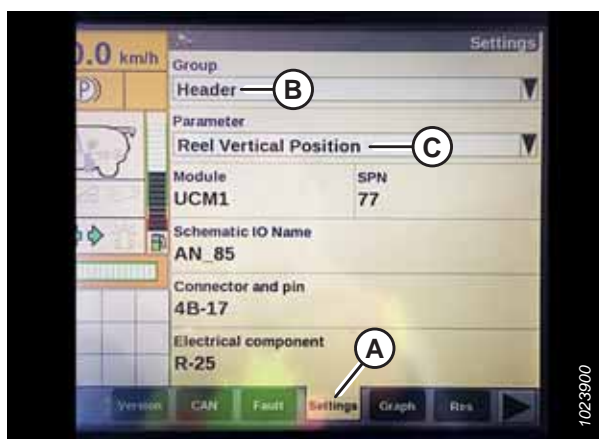 0.0 km/h
Settings
(P)
Group
Header
B
Parameter
Reel Vertical Position
C
Module
SPN
UCM1
77
Schematic IO Name
AN_85
Connector and pin
4B-17
Electrical component
A
R-25
Version
CAN
Fault
Settings
Graph
Res
1023900